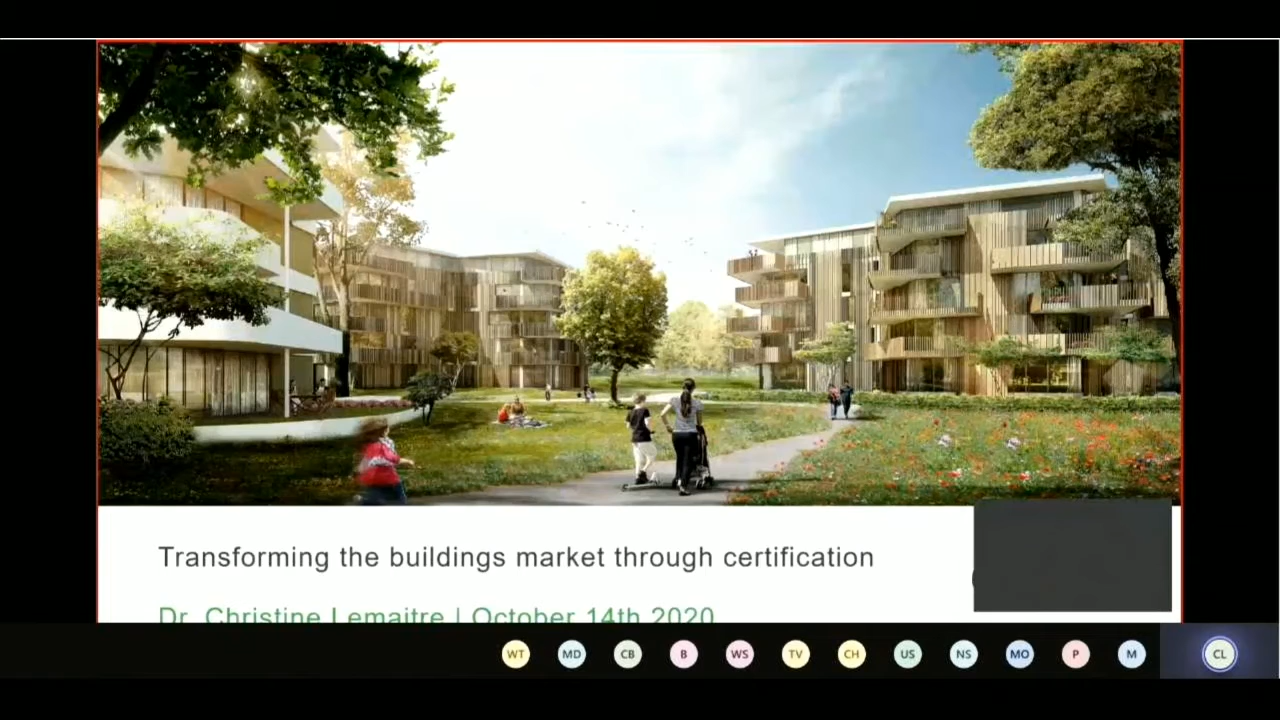 Transforming the buildings market through certification
Dr. Christine Lemaitre | October 14th 2020
WT MD CB B WS TV CH US NS MO P M CL